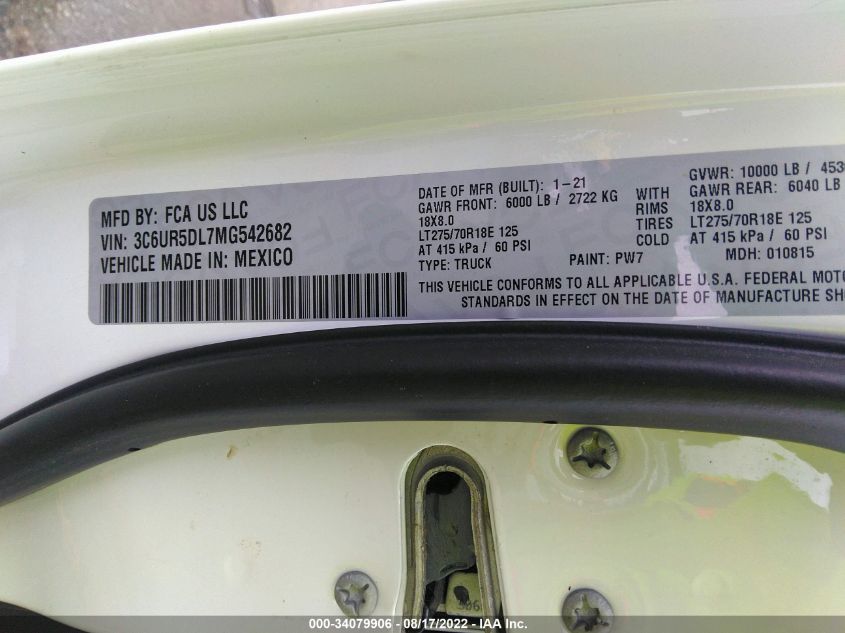 MFD BY: FCA US LLC
VIN: 3C6UR5DL7MG542682
VEHICLE MADE IN: MEXICO
DATE OF MFR (BUILT): 1-21
GAWR FRONT: 6000 LB / 2722 KG
18X8.0
LT275/70R18E 125
AT 415 kPa / 60 PSI
TYPE: TRUCK
PAINT: PW7
WITH
RIMS
TIRES
COLD
GVWR: 10000 LB / 453
GAWR REAR: 6040 LB
18X8.0
LT275/70R18E 125
AT 415 kPa / 60 PSI
MDH: 010815
THIS VEHICLE CONFORMS TO ALL APPLICABLE U.S.A. FEDERAL MOTO
STANDARDS IN EFFECT ON THE DATE OF MANUFACTURE SH
000-34079906 - 08/17/2022 - IAA Inc.